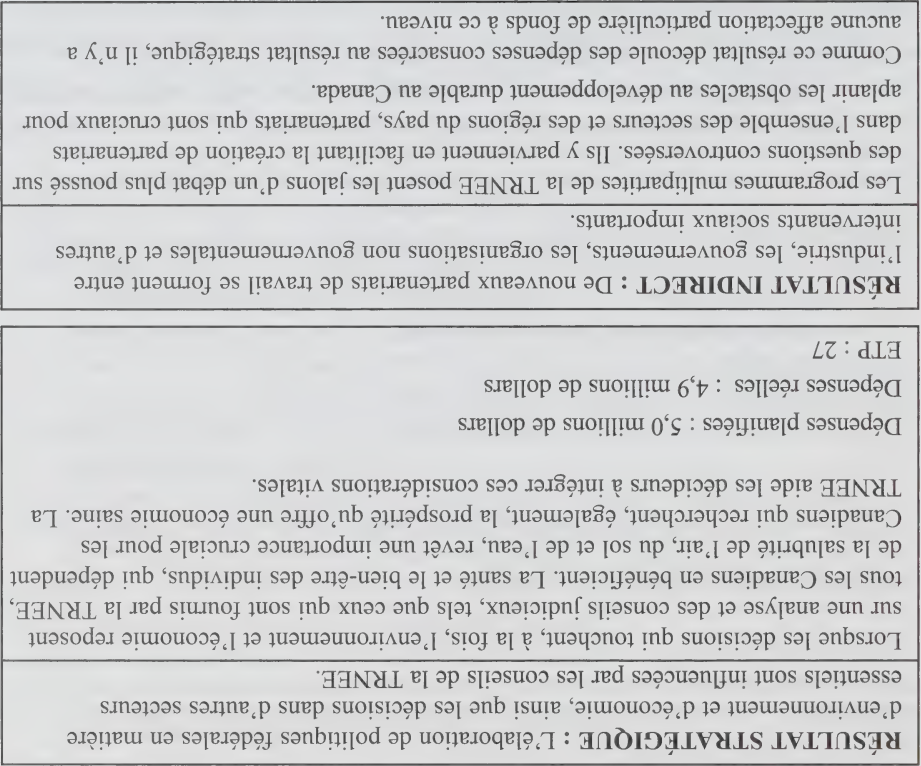 RÉSULTAT STRATÉGIQUE : L'élaboration de politiques fédérales en matière
d'environnement et d'économie, ainsi que les décisions dans d'autres secteurs
essentiels sont influencées par les conseils de la TRNEE.
Lorsque les décisions qui touchent, à la fois, l'environnement et l'économie reposent
sur une analyse et des conseils judicieux, tels que ceux qui sont fournis par la TRNEE,
tous les Canadiens en bénéficient. La santé et le bien-être des individus, qui dépendent
de la salubrité de l'air, du sol et de l'eau, revêt une importance cruciale pour les
Canadiens qui recherchent, également, la prospérité qu'offre une économie saine. La
TRNEE aide les décideurs à intégrer ces considérations vitales.
Dépenses planifiées : 5,0 millions de dollars
Dépenses réelles : 4,9 millions de dollars
ETP : 27
RÉSULTAT INDIRECT : De nouveaux partenariats de travail se forment entre
l'industrie, les gouvernements, les organisations non gouvernementales et d'autres
intervenants sociaux importants.
Les programmes multipartites de la TRNEE posent les jalons d'un débat plus poussé sur
des questions controversées. Ils y parviennent en facilitant la création de partenariats
dans l'ensemble des secteurs et des régions du pays, partenariats qui sont cruciaux pour
aplanir les obstacles au développement durable au Canada.
Comme ce résultat découle des dépenses consacrées au résultat stratégique, il n'y a
aucune affectation particulière de fonds à ce niveau.